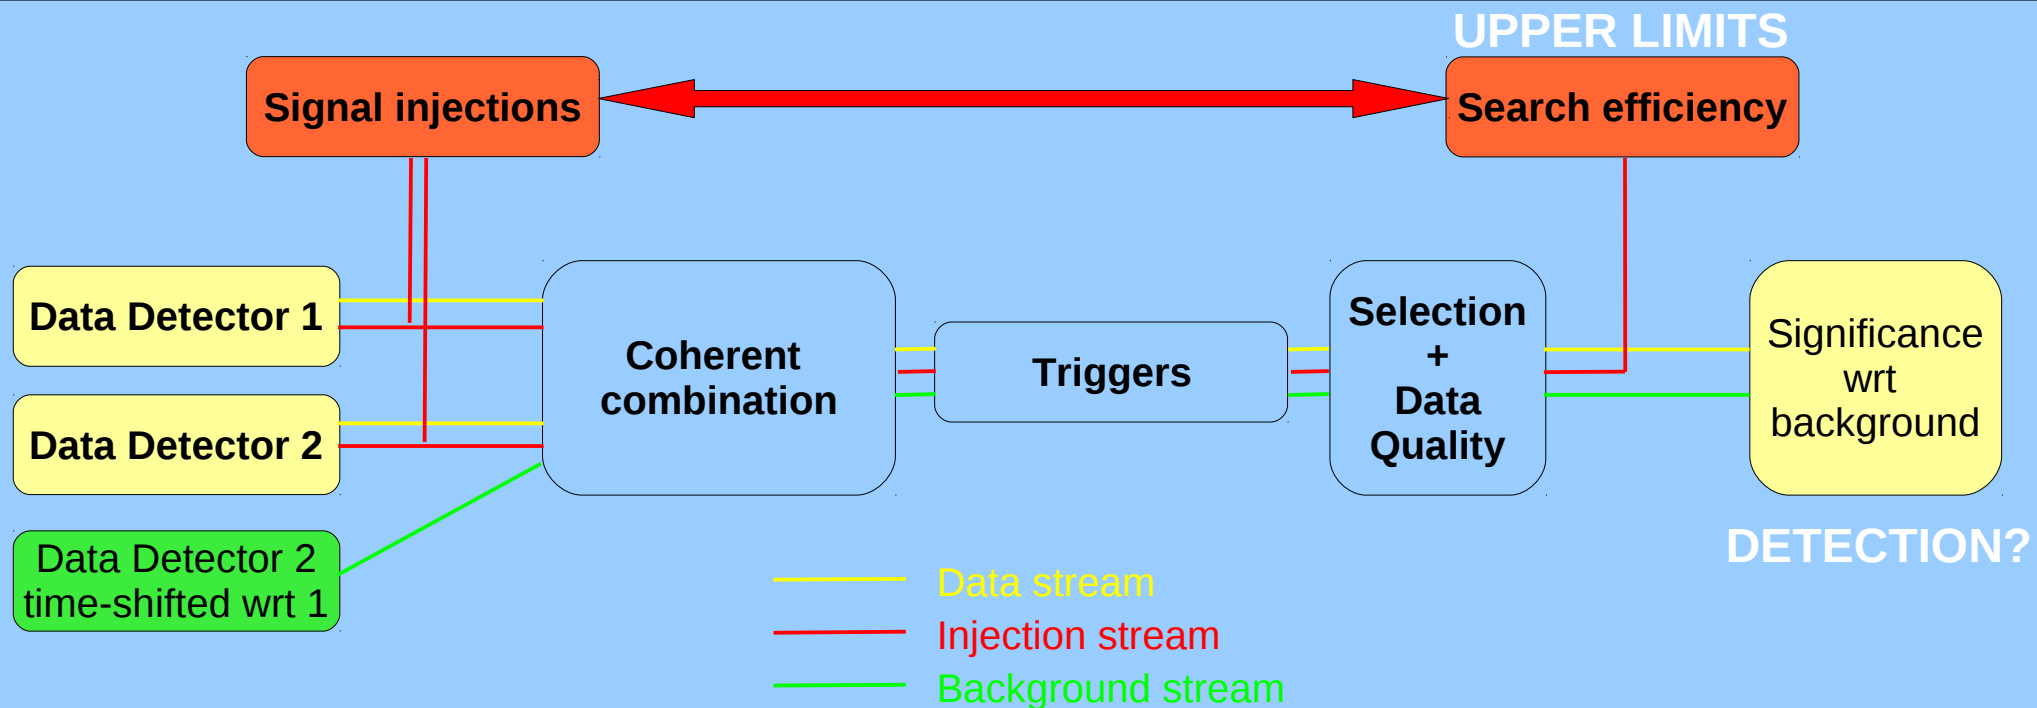 UPPER LIMITS
Signal injections
Search efficiency
Data Detector 1
Data Detector 2
Data Detector 2
time-shifted wrt 1
Coherent
combination
Triggers
Selection
+
Data
Quality
Significance
wrt
background
DETECTION?
Data stream
Injection stream
Background stream